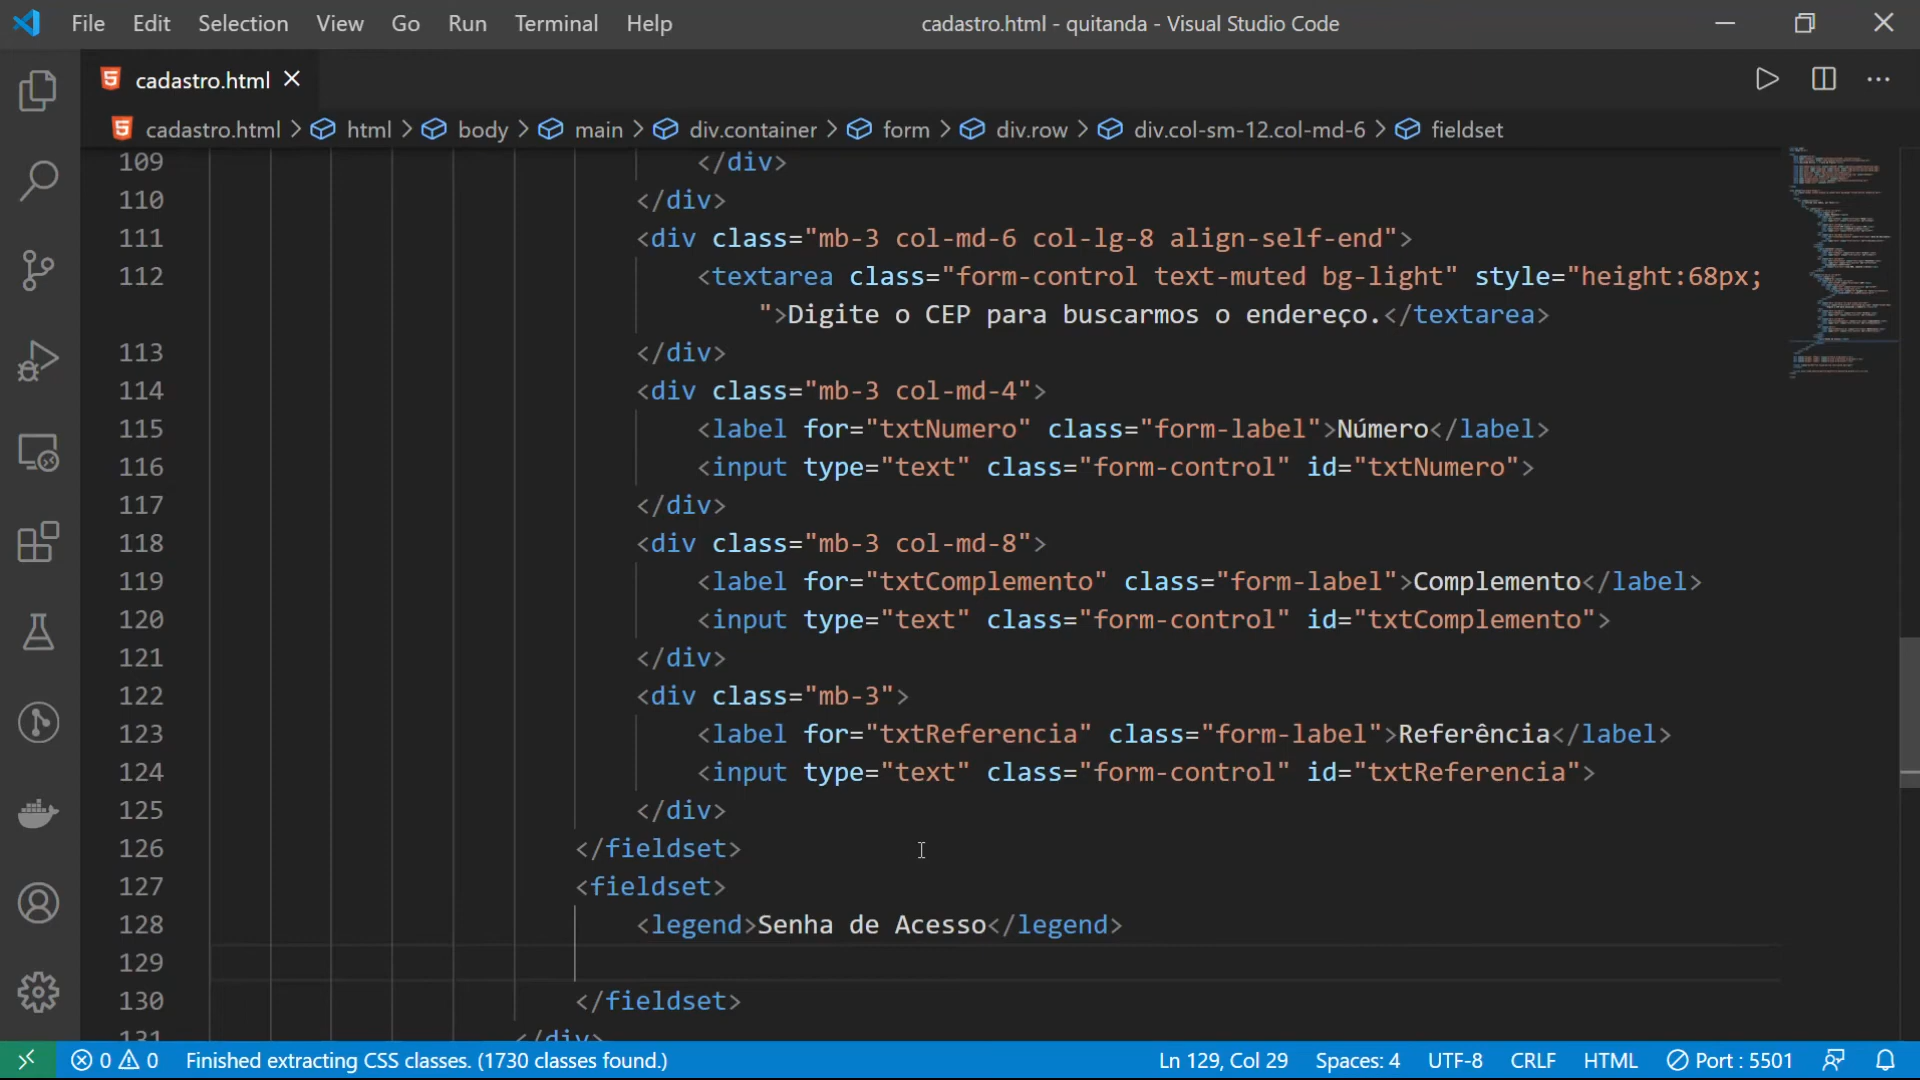 File Edit Selection View Go Run Terminal Help cadastro.html - quitanda - Visual Studio Code
cadastro.html
cadastro.html > html > body > main > div.container > form > div.row > div.col-sm-12.col-md-6 > fieldset
109 </div>
110 </div>
111 <div class="mb-3 col-md-6 col-lg-8 align-self-end">
112 <textarea class="form-control text-muted bg-light" style="height:68px;
">Digite o CEP para buscarmos o endereço.</textarea>
113 </div>
114 <div class="mb-3 col-md-4">
115 <label for="txtNumero" class="form-label">Número</label>
116 <input type="text" class="form-control" id="txtNumero">
117 </div>
118 <div class="mb-3 col-md-8">
119 <label for="txtComplemento" class="form-label">Complemento</label>
120 <input type="text" class="form-control" id="txtComplemento">
121 </div>
122 <div class="mb-3">
123 <label for="txtReferencia" class="form-label">Referência</label>
124 <input type="text" class="form-control" id="txtReferencia">
125 </div>
126 </fieldset>
127 <fieldset>
128 <legend>Senha de Acesso</legend>
129
130 </fieldset>
131 </div>
0 0 Finished extracting CSS classes. (1730 classes found.) Ln 129, Col 29 Spaces: 4 UTF-8 CRLF HTML Port : 5501